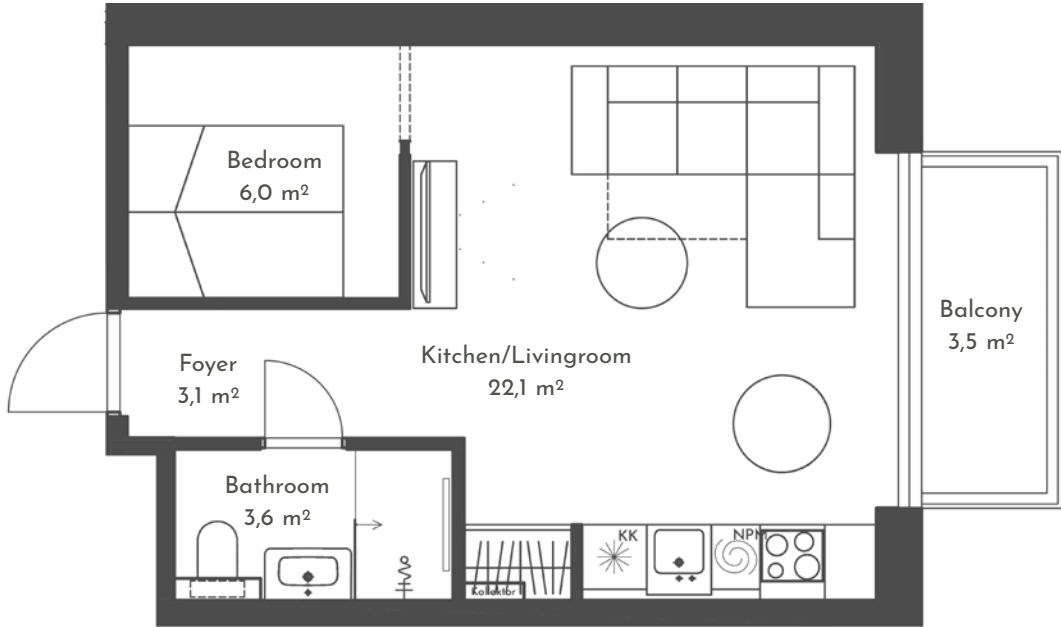 Bedroom
6,0 m²
Balcony
3,5 m²
Kitchen/Livingroom
22,1 m²
Foyer
3,1 m²
Bathroom
3,6 m²
KK
NPM
Kollektor